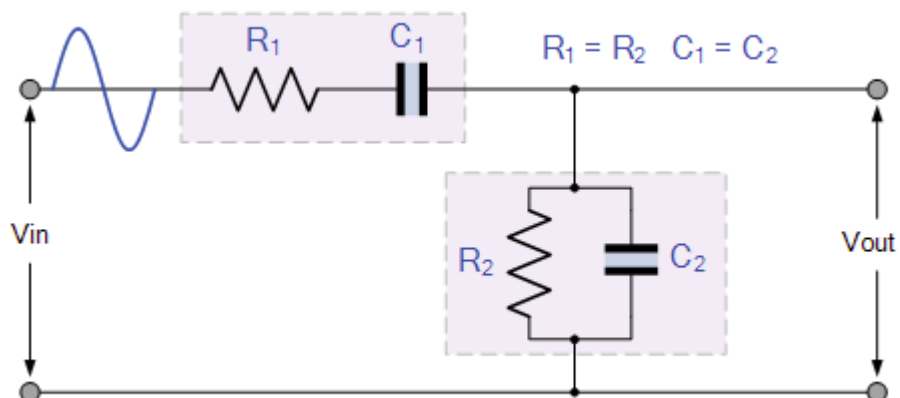 R₁ C₁ R₁ = R₂ C₁ = C₂
Vin R₂ C₂ Vout